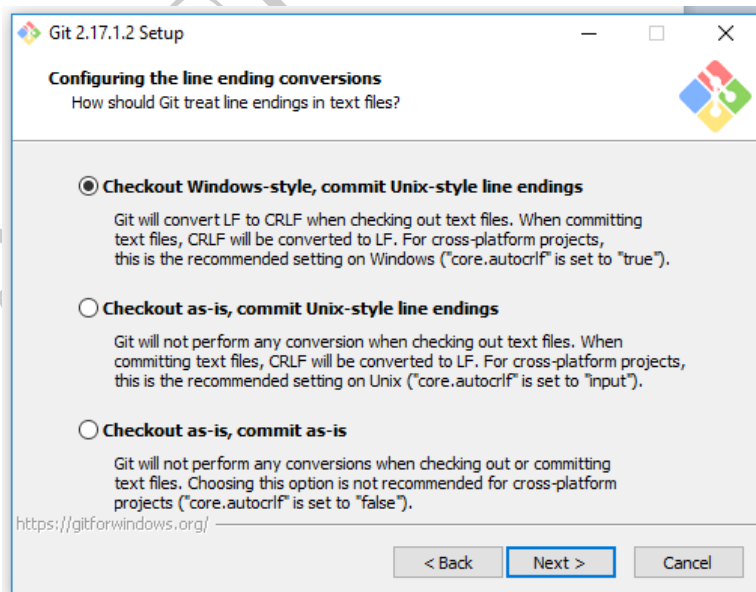 Git 2.17.1.2 Setup
Configuring the line ending conversions
How should Git treat line endings in text files?
Checkout Windows-style, commit Unix-style line endings
Git will convert LF to CRLF when checking out text files. When committing
text files, CRLF will be converted to LF. For cross-platform projects,
this is the recommended setting on Windows ("core.autocrlf" is set to "true").
Checkout as-is, commit Unix-style line endings
Git will not perform any conversion when checking out text files. When
committing text files, CRLF will be converted to LF. For cross-platform projects,
this is the recommended setting on Unix ("core.autocrlf" is set to "input").
Checkout as-is, commit as-is
Git will not perform any conversions when checking out or committing
text files. Choosing this option is not recommended for cross-platform
projects ("core.autocrlf" is set to "false").
https://gitforwindows.org/
< Back Next > Cancel